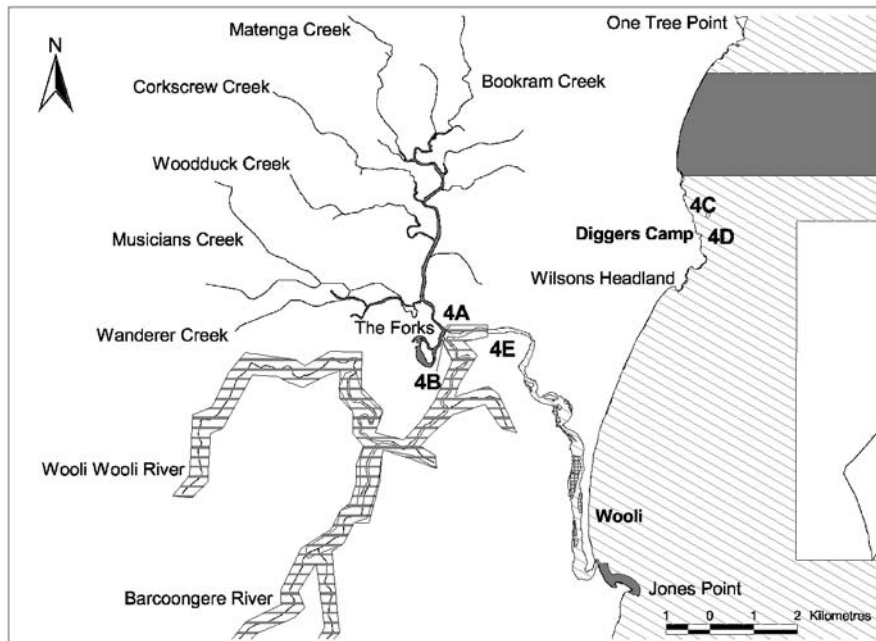 One Tree Point
Matenga Creek
N
Bookram Creek
Corkscrew Creek
Woodduck Creek
4C
Musicians Creek
Diggers Camp
4D
Wilsons Headland
4A
Wanderer Creek
The Forks
4E
4B
Wooli Wooli River
Wooli
Jones Point
Barcoongere River
1 0 1 2 Kilometres